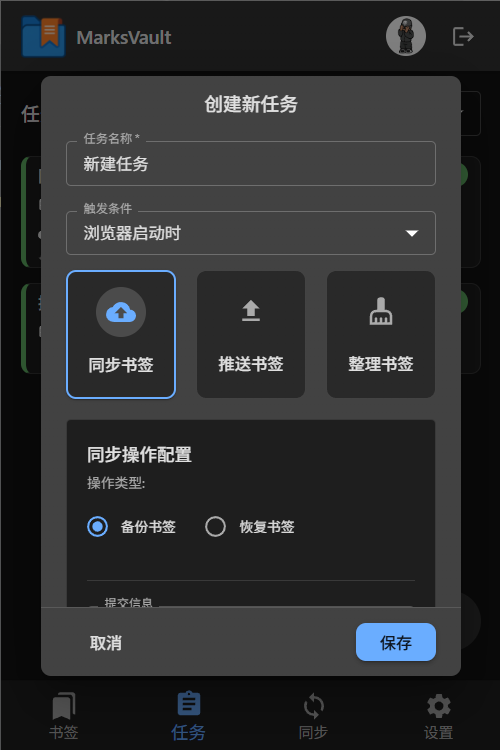 MarksVault
任
创建新任务
任务名称 *
新建任务
触发条件
浏览器启动时
同步书签
推送书签
整理书签
同步操作配置
操作类型:
备份书签
恢复书签
提交信息
取消
保存
书签
任务
同步
设置